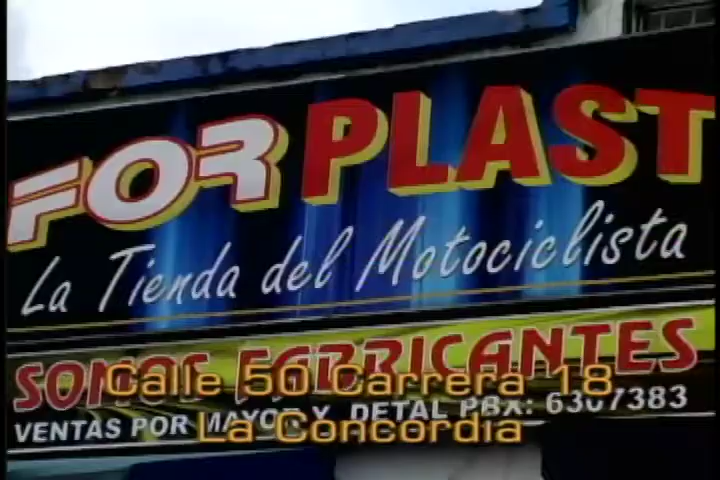 FOR PLAST
La Tienda del Motociclista
SOMOS FABRICANTES
Calle 50 Carrera 18
VENTAS POR MAYOR Y DETAL PBX: 6307383
La Concordia